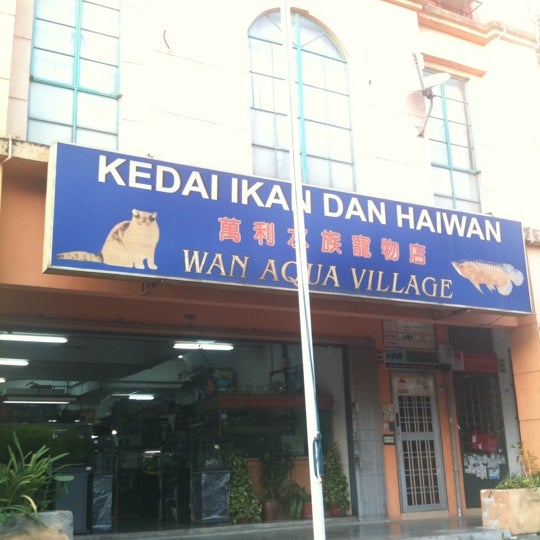 KEDAI IKAN DAN HAIWAN
萬利水族寵物店
WAN AQUA VILLAGE